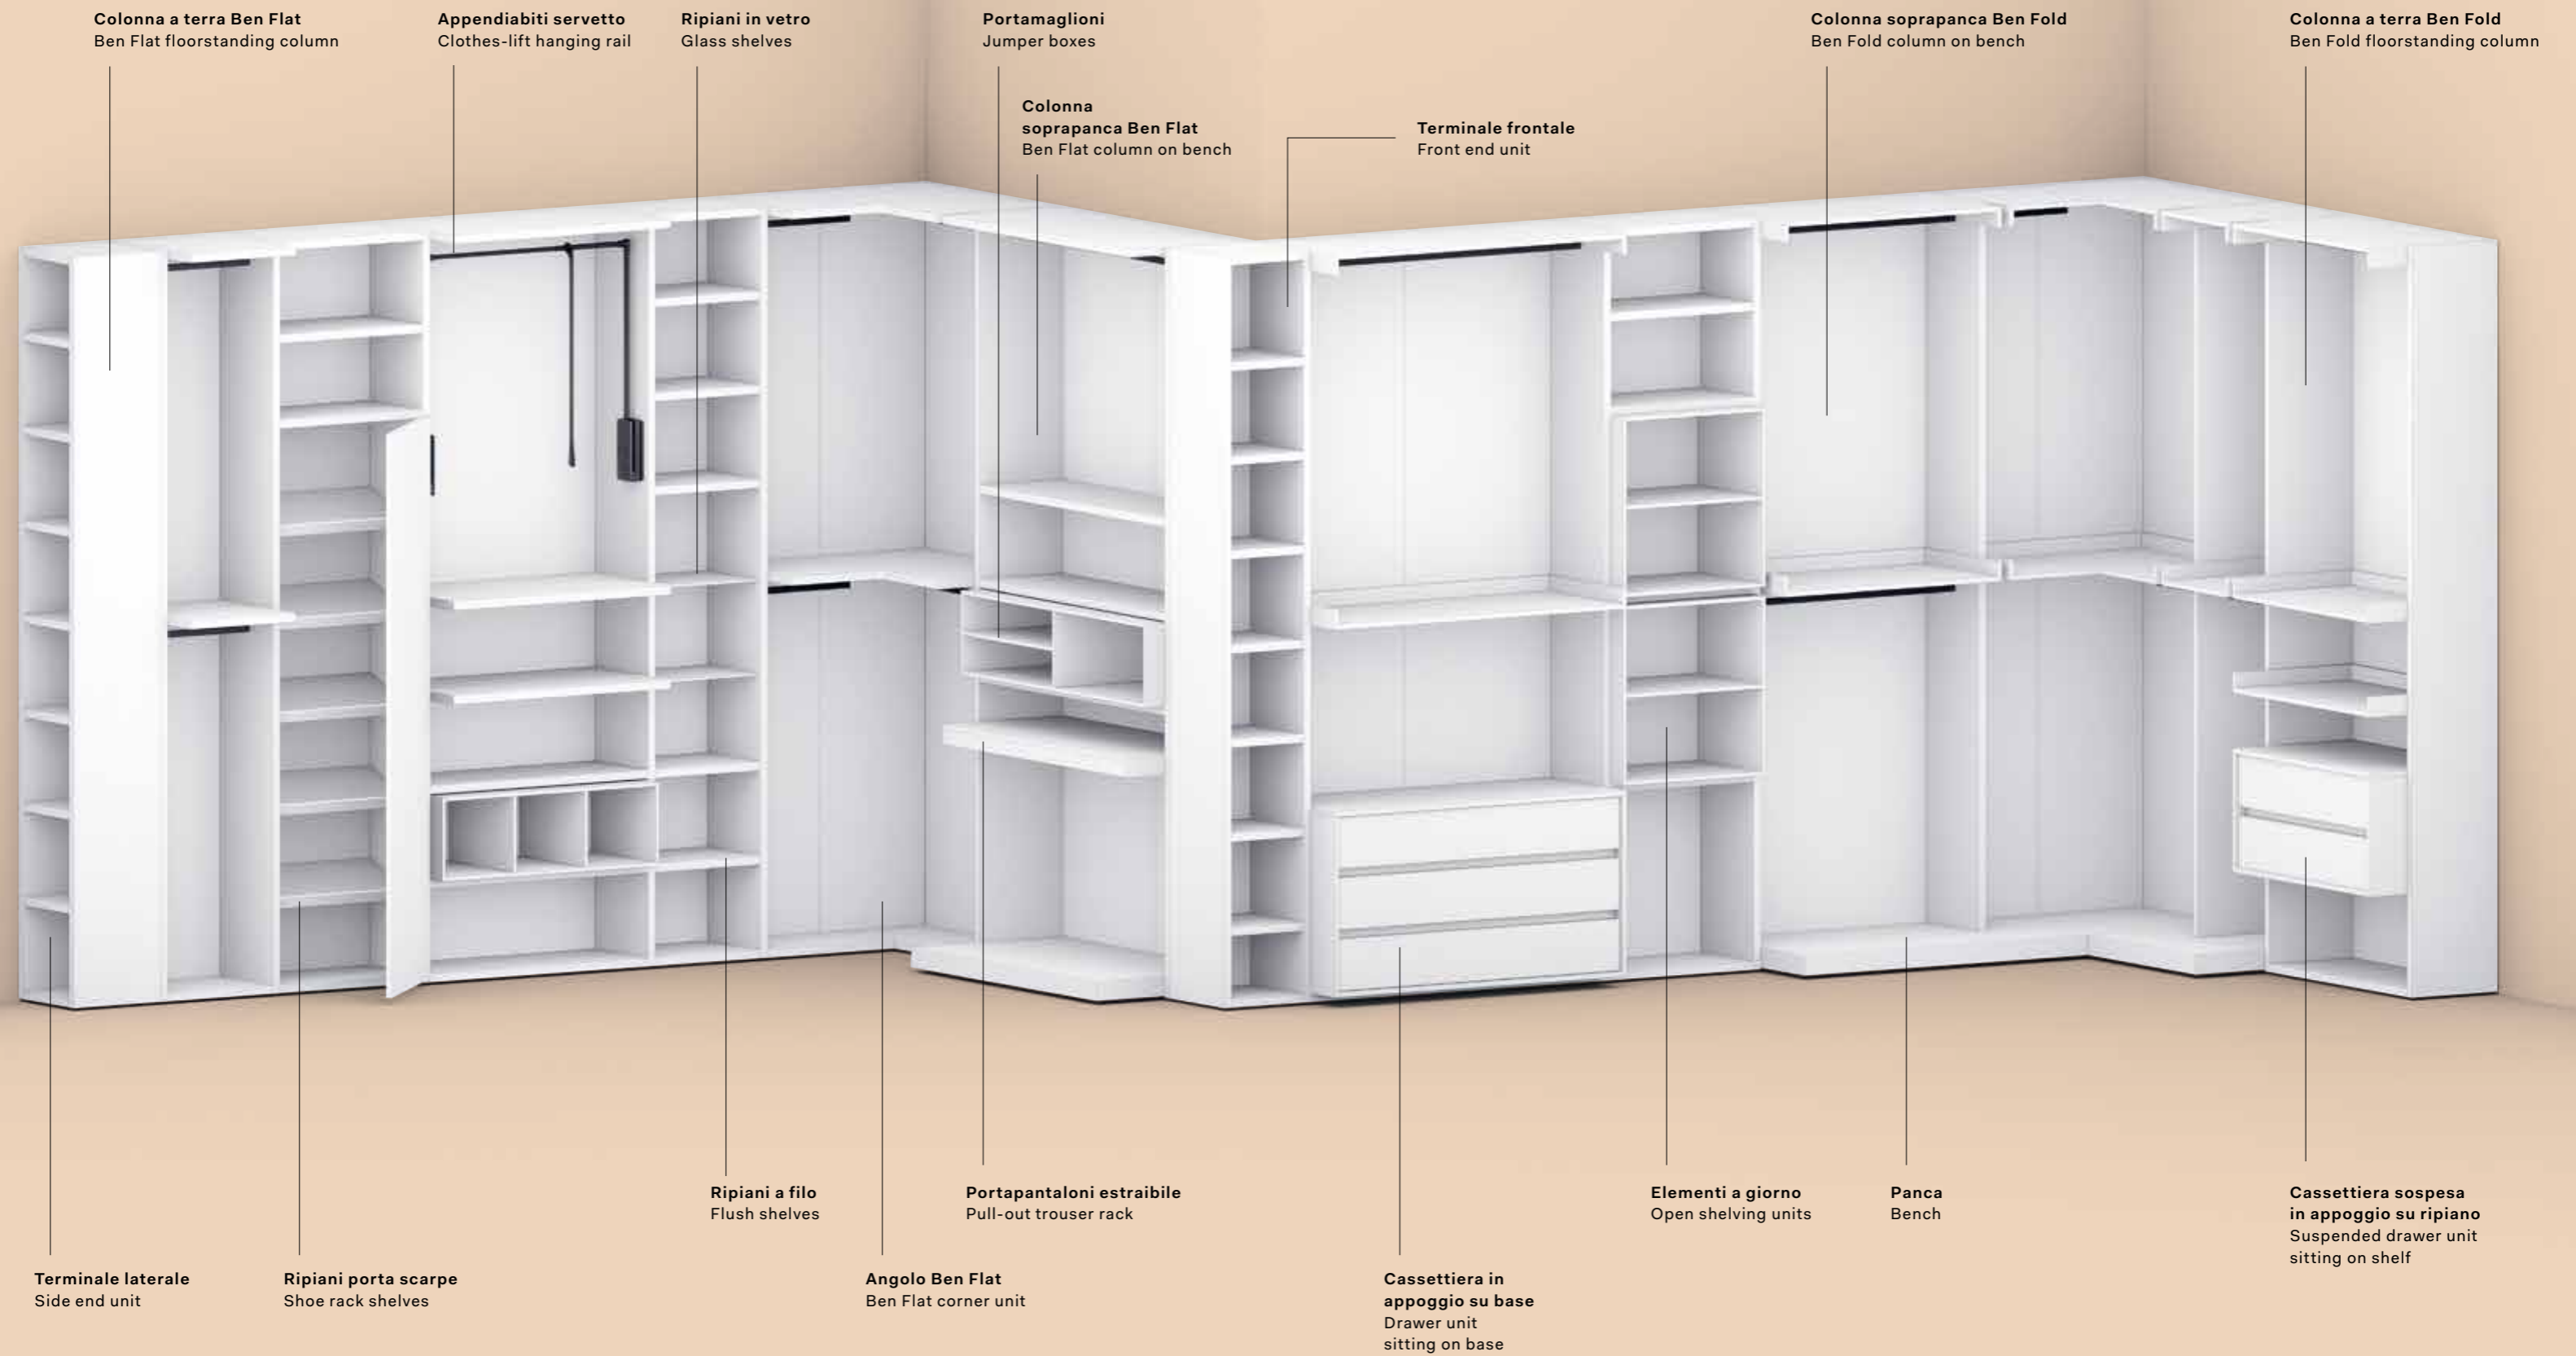 Colonna a terra Ben Flat
Ben Flat floorstanding column
Appendiabiti servetto
Clothes-lift hanging rail
Ripiani in vetro
Glass shelves
Portamaglioni
Jumper boxes
Colonna
soprapanca Ben Flat
Ben Flat column on bench
Terminale frontale
Front end unit
Colonna soprapanca Ben Fold
Ben Fold column on bench
Colonna a terra Ben Fold
Ben Fold floorstanding column
Terminale laterale
Side end unit
Ripiani porta scarpe
Shoe rack shelves
Ripiani a filo
Flush shelves
Angolo Ben Flat
Ben Flat corner unit
Portapantaloni estraibile
Pull-out trouser rack
Cassettiera in
appoggio su base
Drawer unit
sitting on base
Elementi a giorno
Open shelving units
Panca
Bench
Cassettiera sospesa
in appoggio su ripiano
Suspended drawer unit
sitting on shelf